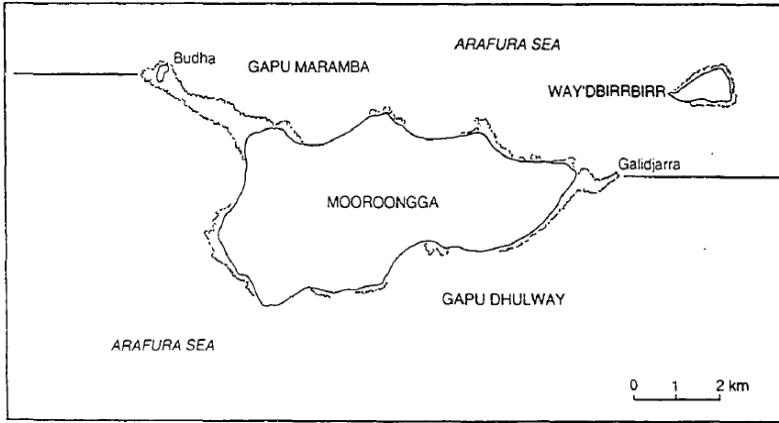 ARAFURA SEA
Budha
GAPU MARAMBA
WAY'DBIRRBIRR
Galidjarra
MOOROONGGA
GAPU DHULWAY
ARAFURA SEA
0 1 2 km